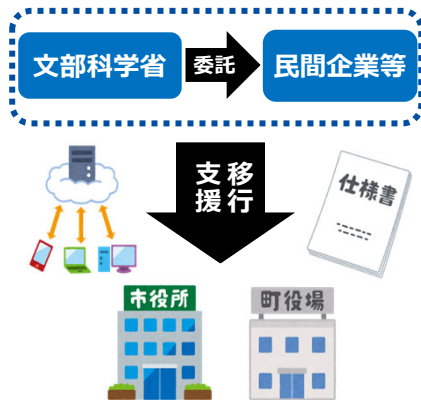 文部科学省
委託
民間企業等
移行
支援
仕様書
市役所
町役場